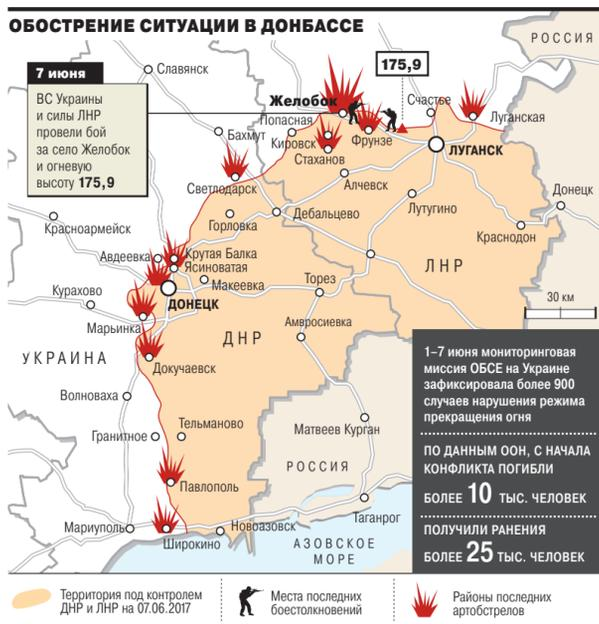 ОБОСТРЕНИЕ СИТУАЦИИ В ДОНБАССЕ
РОССИЯ
7 июня
ВС Украины
и силы ЛНР
провели бой
за село Желобок
и огневую
высоту 175,9
Славянск
175,9
Желобок
Счастье
Попасная
Луганская
Бахмут
Кировск
Фрунзе
Стаханов
ЛУГАНСК
Светлодарск
Алчевск
Донецк
Лутугино
Дебальцево
Красноармейск
Горловка
Краснодон
Авдеевка
Крутая Балка
Ясиноватая
ЛНР
Макеевка
Торез
Курахово
ДОНЕЦК
30 км
Марьинка
Амвросиевка
ДНР
УКРАИНА
Докучаевск
Волноваха
Тельманово
Гранитное
Матвеев Курган
РОССИЯ
Павлополь
Таганрог
Мариуполь
Новоазовск
Широкино
АЗОВСКОЕ
МОРЕ
1–7 июня мониторинговая
миссия ОБСЕ на Украине
зафиксировала более 900
случаев нарушения режима
прекращения огня
ПО ДАННЫМ ООН, С НАЧАЛА
КОНФЛИКТА ПОГИБЛИ
БОЛЕЕ 10 ТЫС. ЧЕЛОВЕК
ПОЛУЧИЛИ РАНЕНИЯ
БОЛЕЕ 25 ТЫС. ЧЕЛОВЕК
Территория под контролем
ДНР и ЛНР на 07.06.2017
Места последних
боестолкновений
Районы последних
артобстрелов